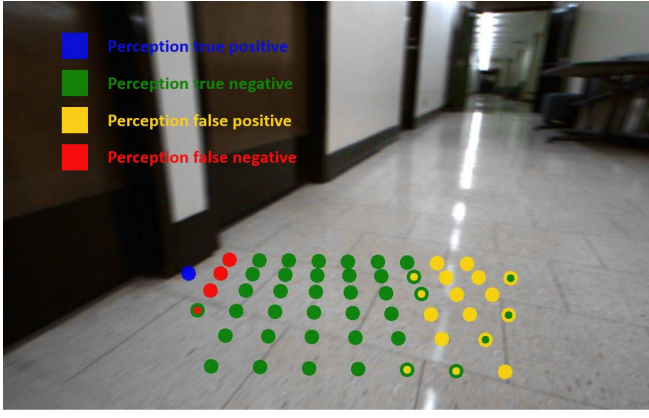 Perception true positive
Perception true negative
Perception false positive
Perception false negative